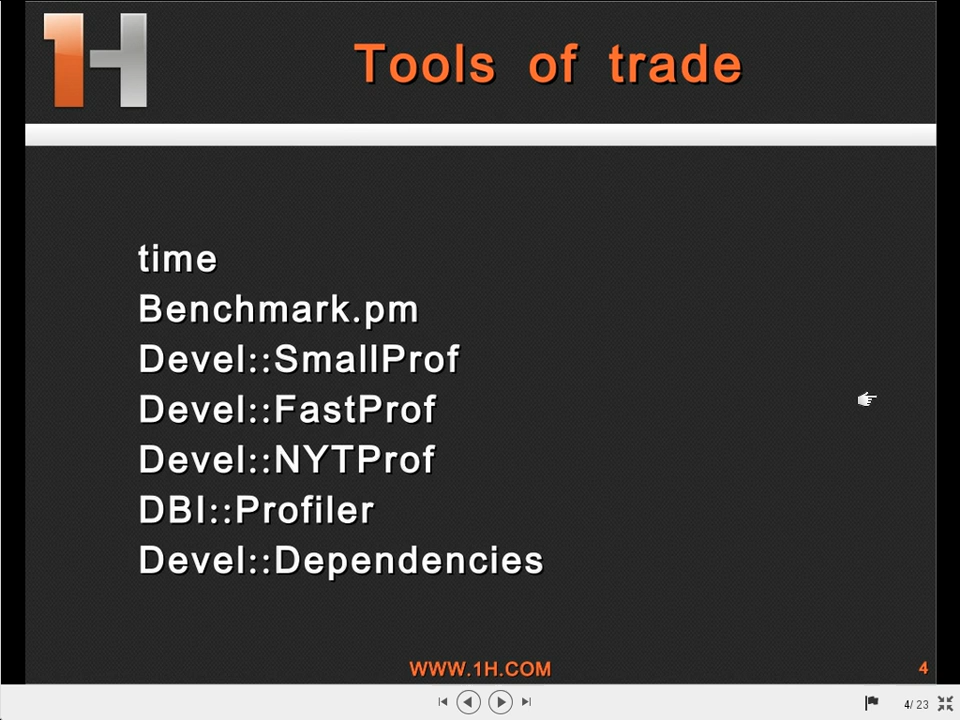 1H
Tools of trade
time
Benchmark.pm
Devel::SmallProf
Devel::FastProf
Devel::NYTProf
DBI::Profiler
Devel::Dependencies
WWW.1H.COM
4
4/ 23